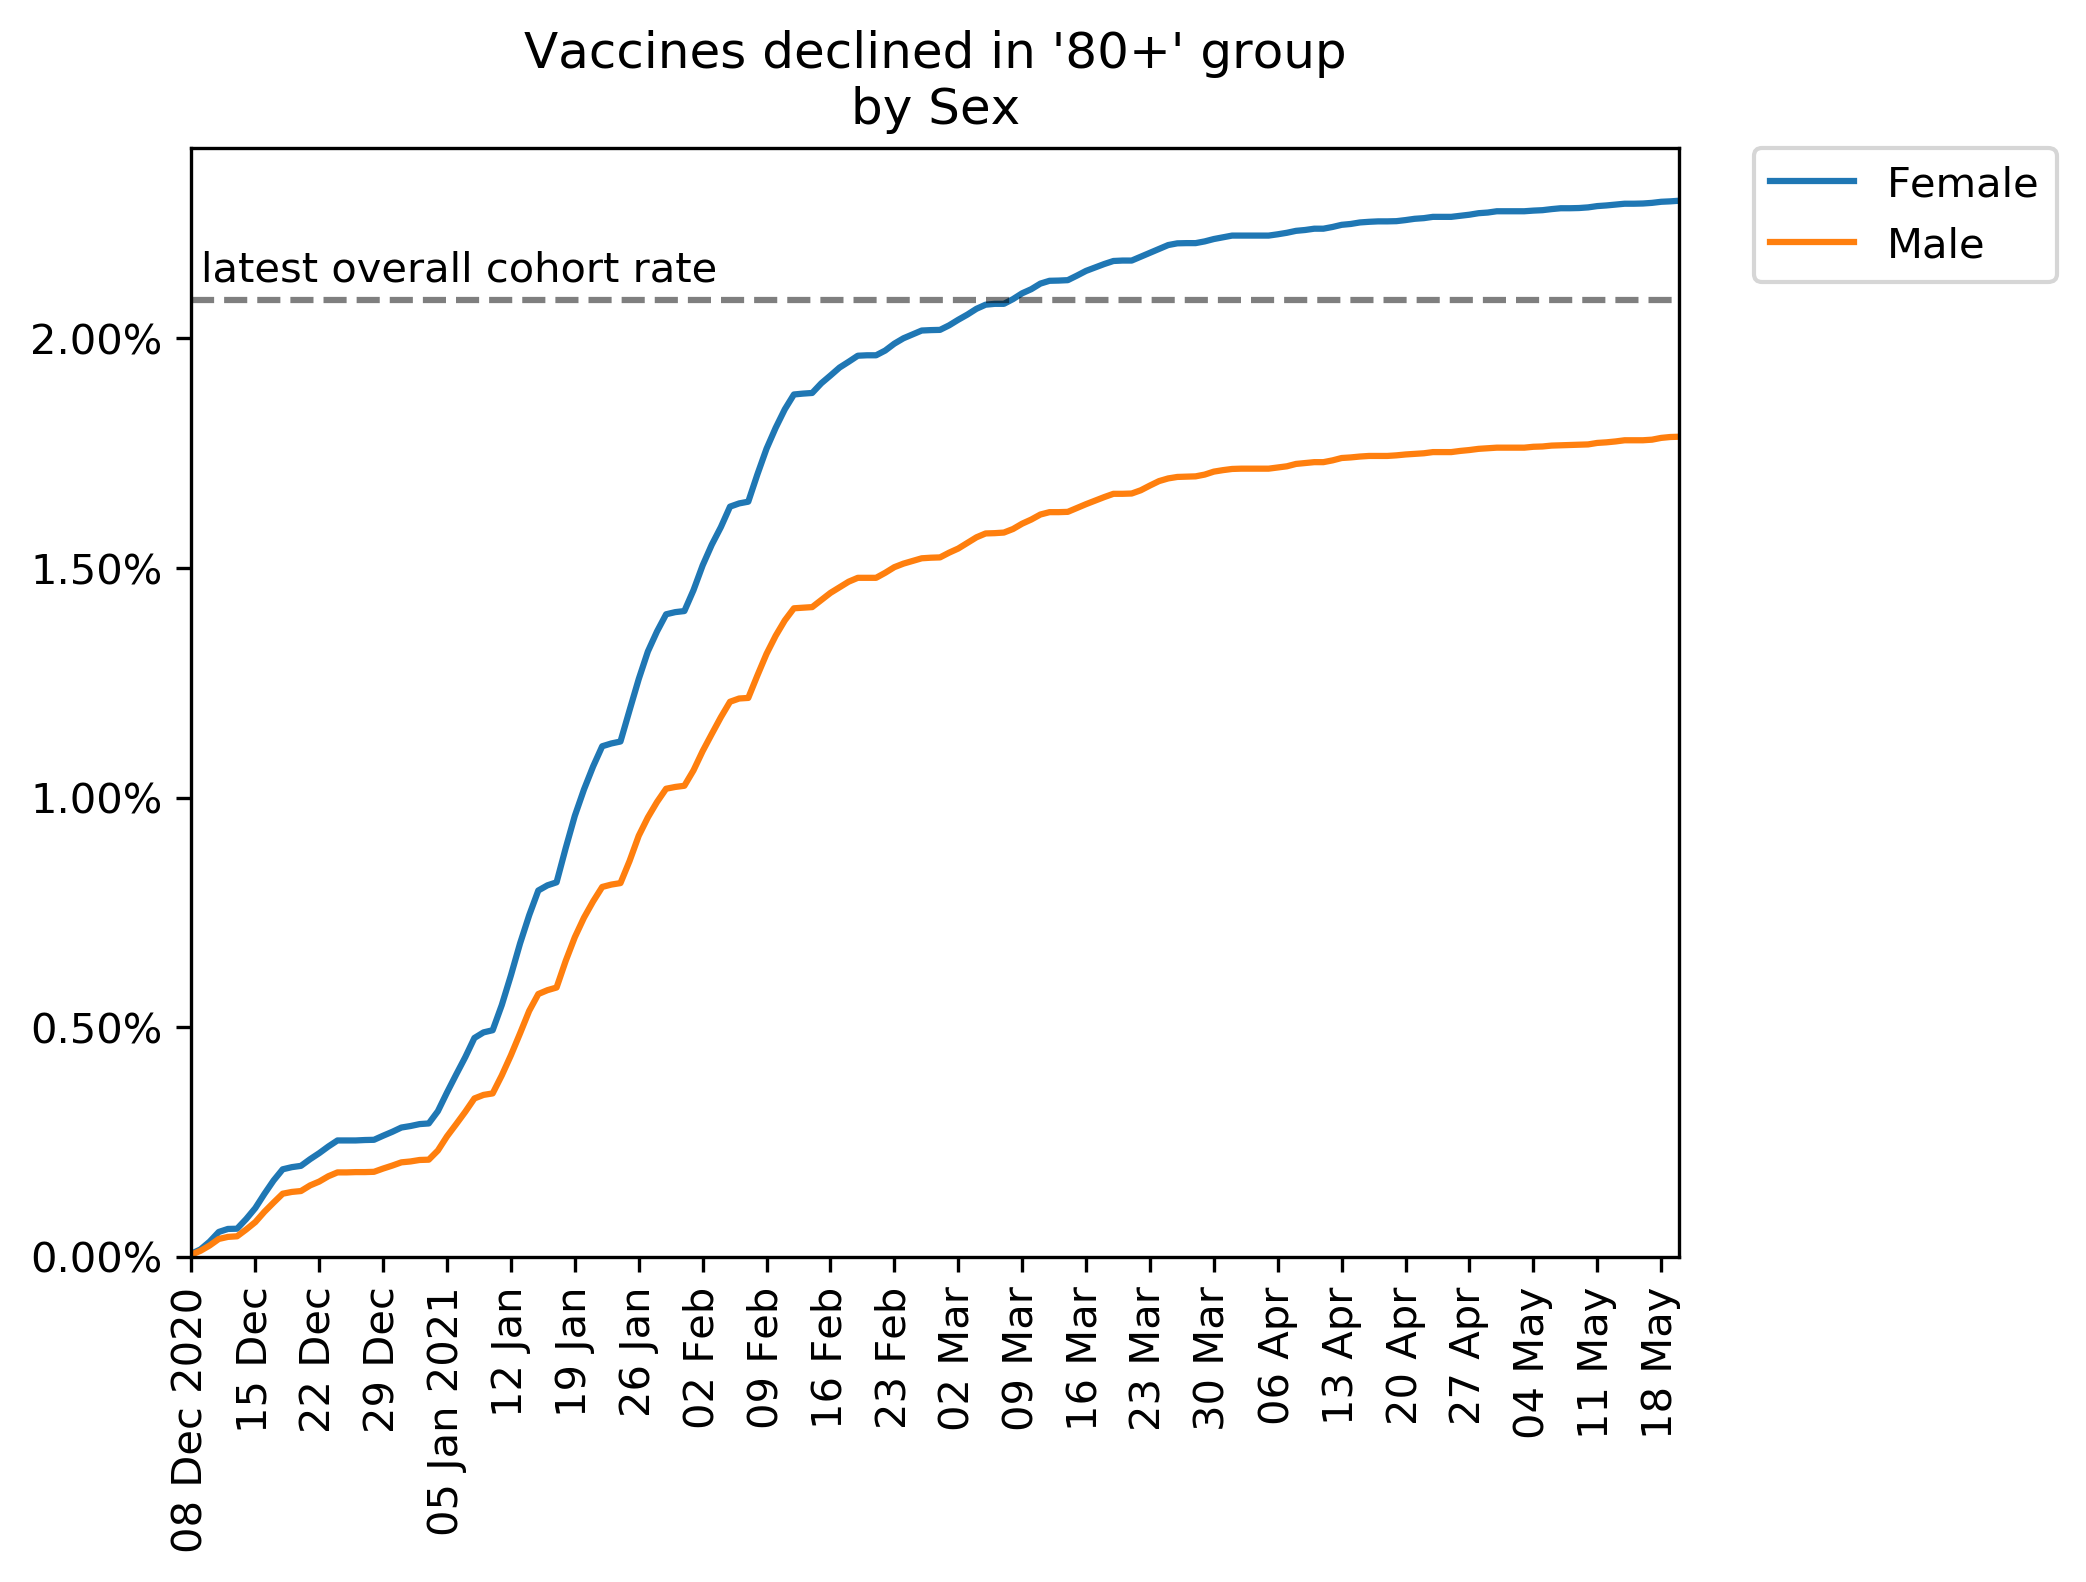 Vaccines declined in '80+' group
by Sex
Female
Male
latest overall cohort rate
2.00%
1.50%
1.00%
0.50%
0.00%
08 Dec 2020
15 Dec
22 Dec
29 Dec
05 Jan 2021
12 Jan
19 Jan
26 Jan
02 Feb
09 Feb
16 Feb
23 Feb
02 Mar
09 Mar
16 Mar
23 Mar
30 Mar
06 Apr
13 Apr
20 Apr
27 Apr
04 May
11 May
18 May